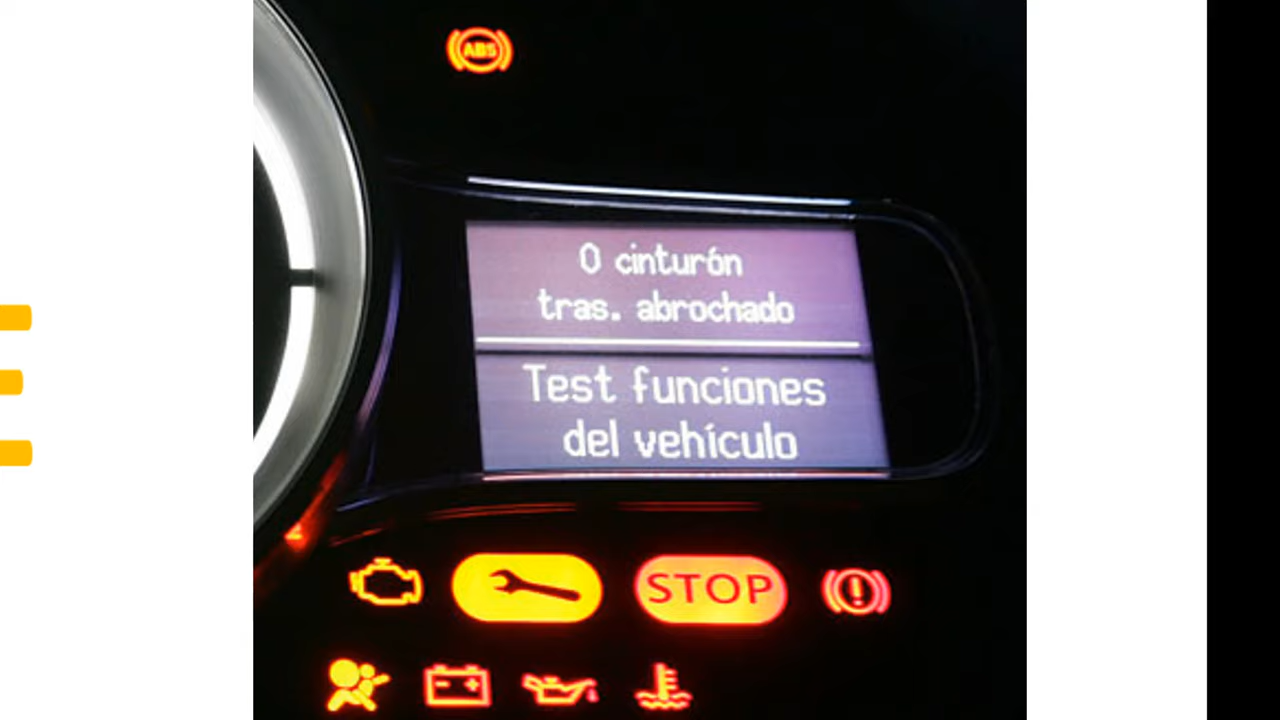 ABS
0 cinturón
tras. abrochado
Test funciones
del vehículo
STOP